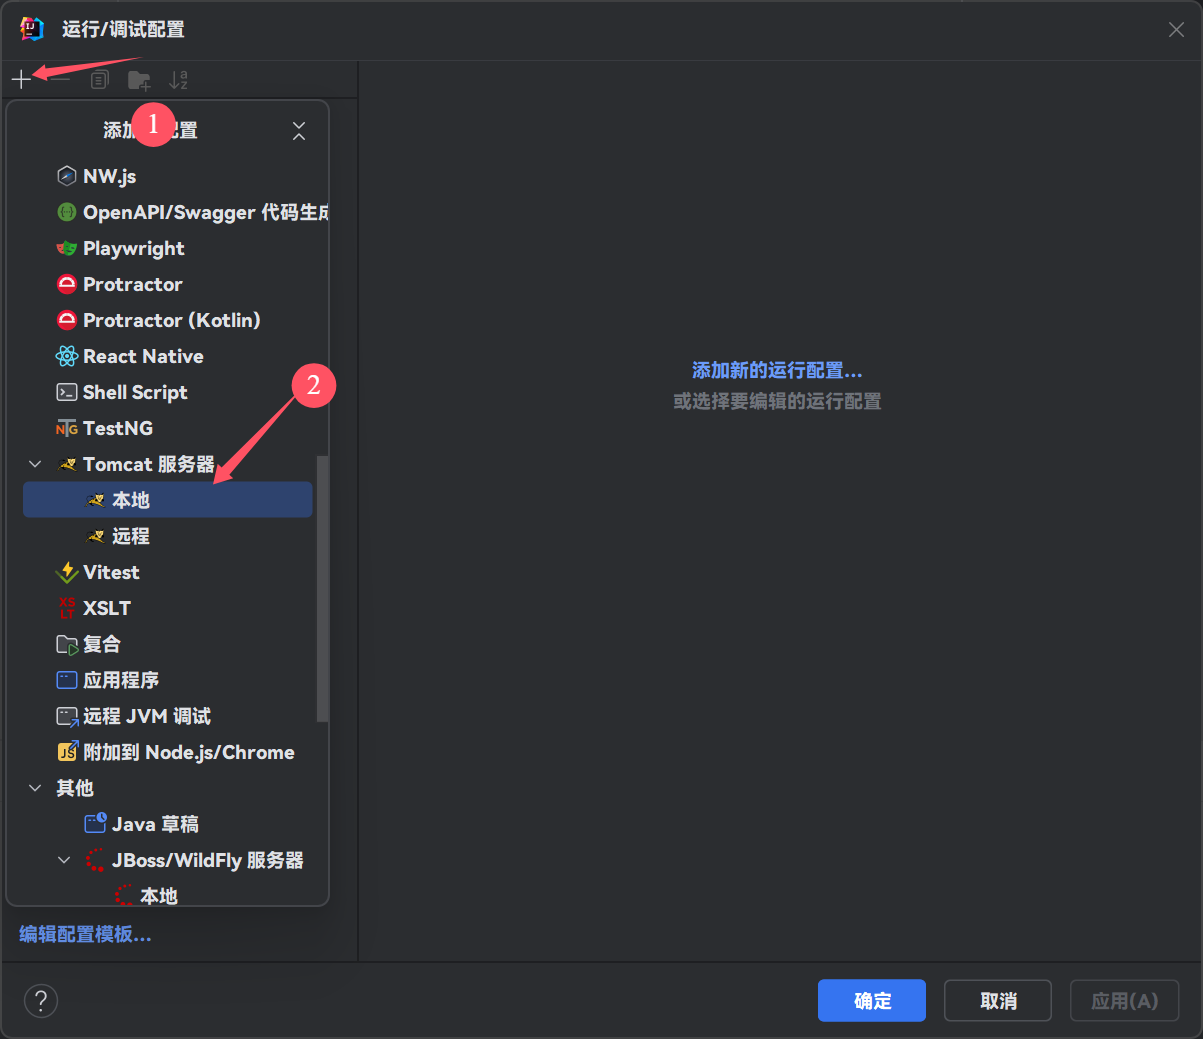 运行/调试配置
1
添加 置
NW.js
OpenAPI/Swagger 代码生成
Playwright
Protractor
Protractor (Kotlin)
React Native
2
Shell Script
TestNG
Tomcat 服务器
本地
远程
Vitest
XSLT
复合
应用程序
远程 JVM 调试
附加到 Node.js/Chrome
其他
Java 草稿
JBoss/WildFly 服务器
本地
编辑配置模板...
添加新的运行配置...
或选择要编辑的运行配置
?
确定
取消
应用(A)